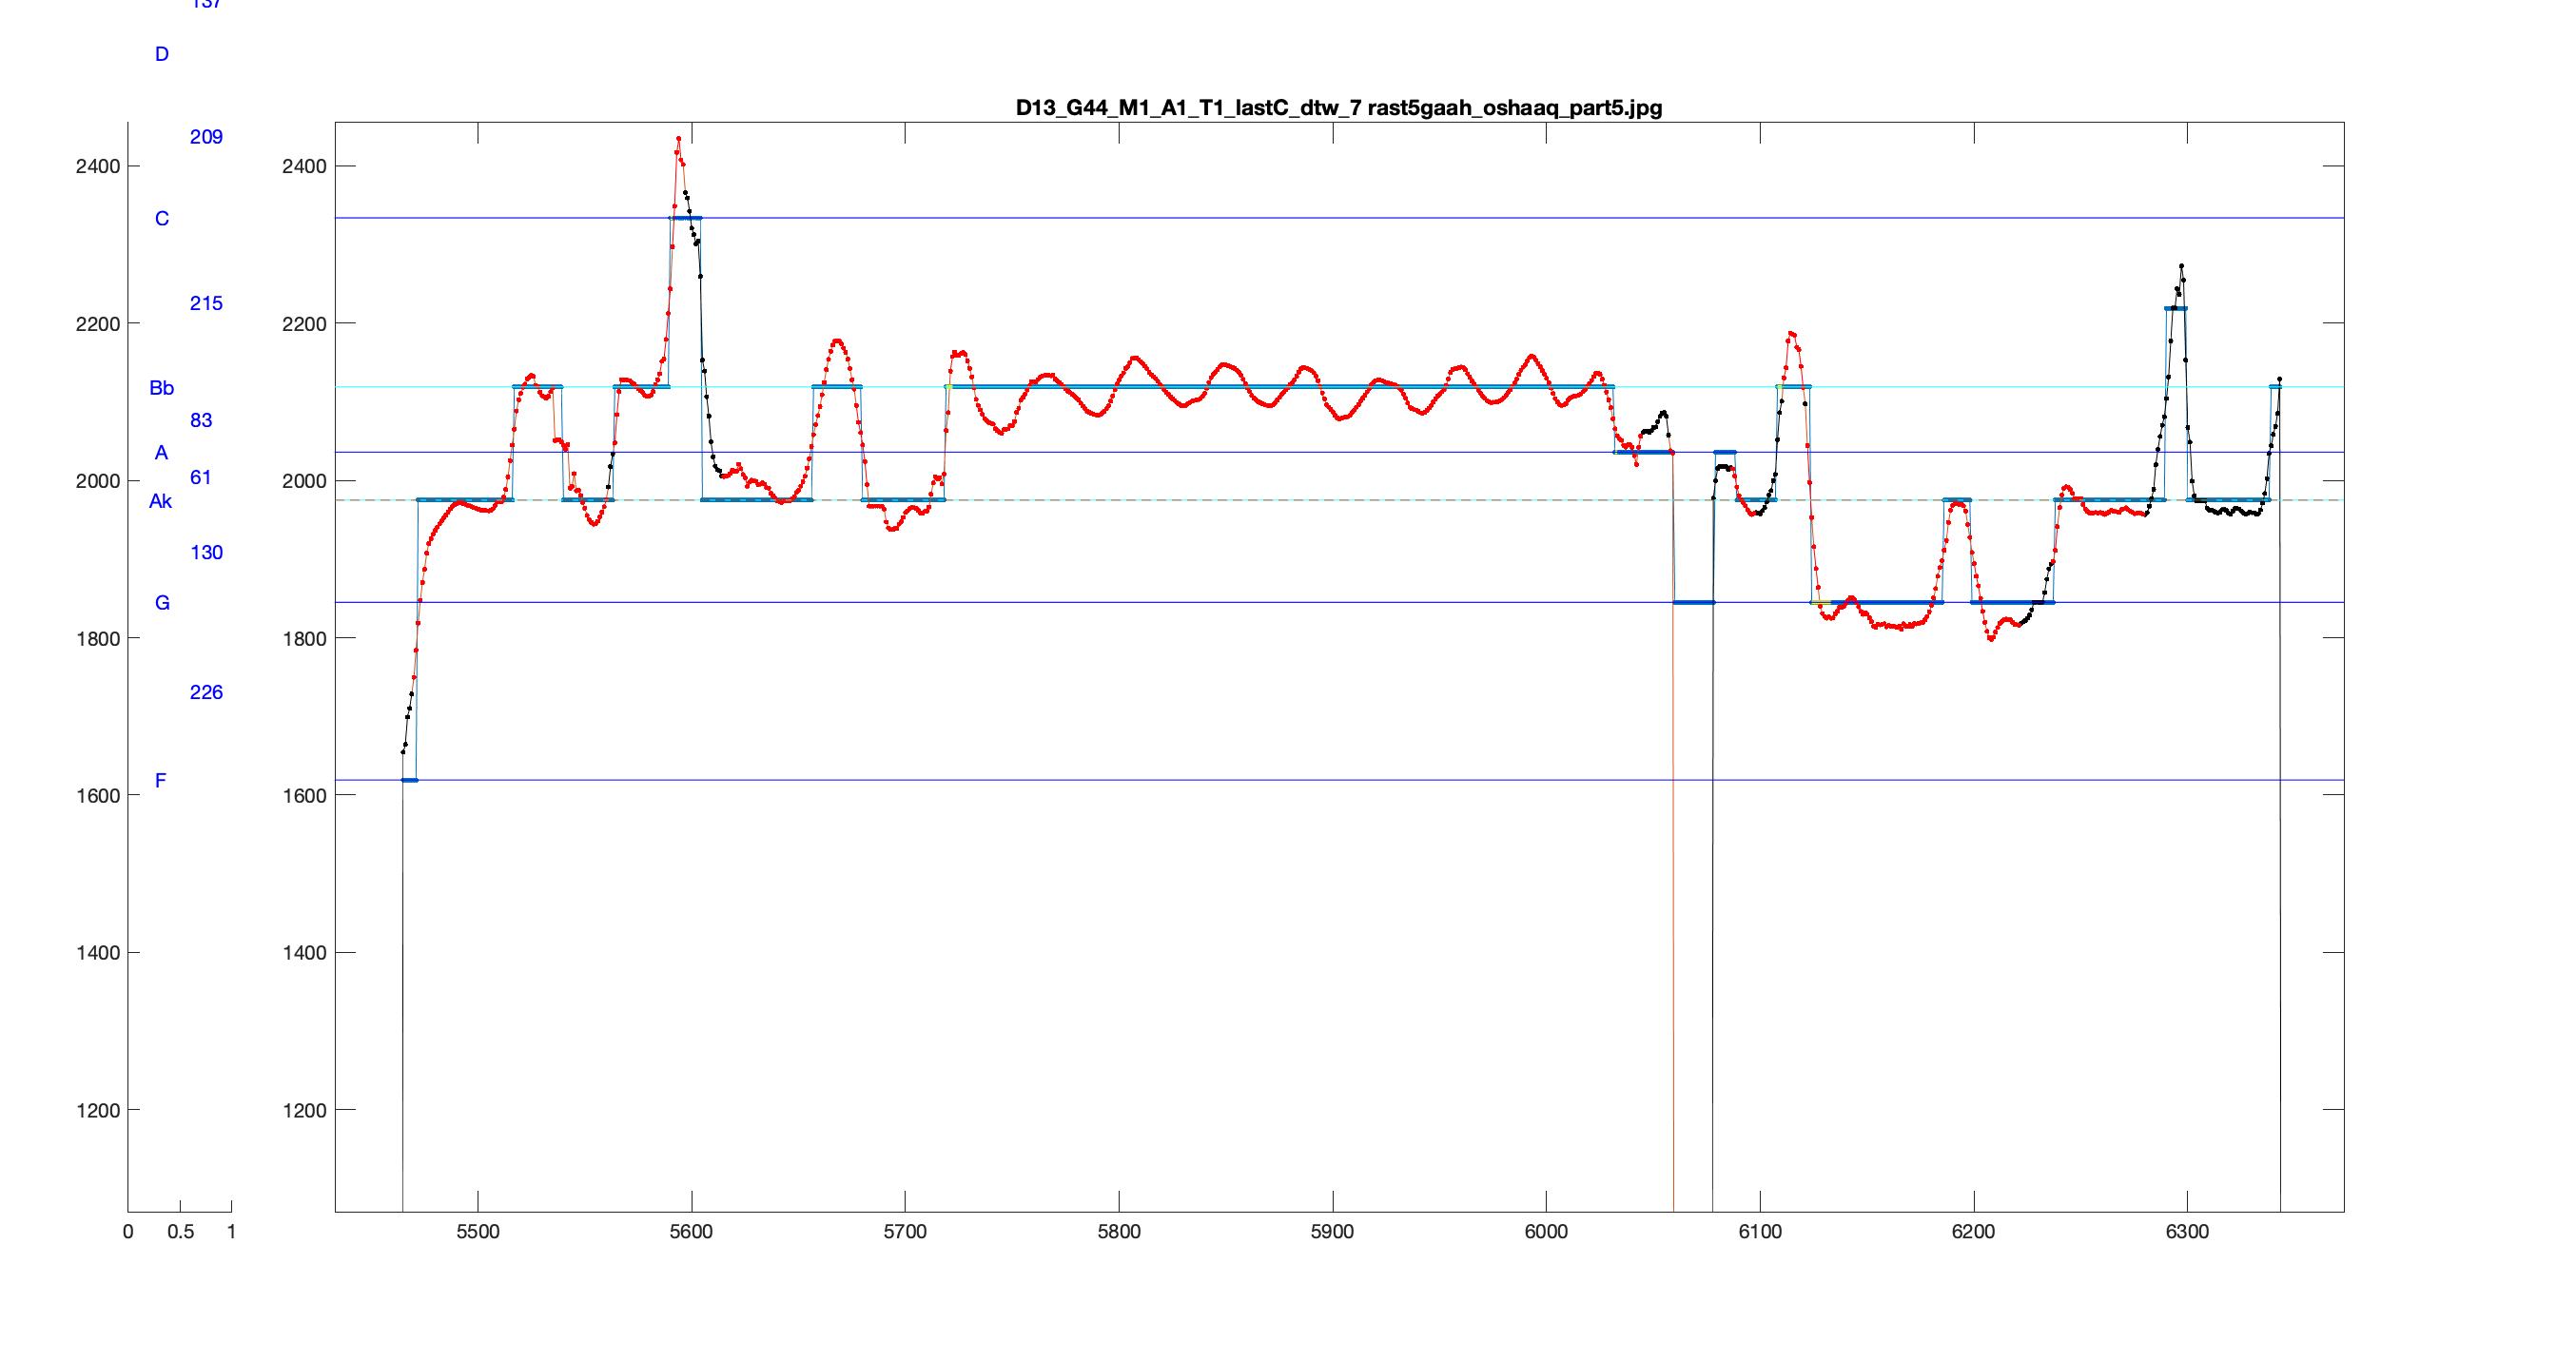 137
D
D13_G44_M1_A1_T1_lastC_dtw_7 rast5gaah_oshaaq_part5.jpg
209
2400 2400
C
215
2200 2200
Bb
83
A
61
2000 2000
Ak
130
G
1800 1800
226
F
1600 1600
1400 1400
1200 1200
0 0.5 1 5500 5600 5700 5800 5900 6000 6100 6200 6300